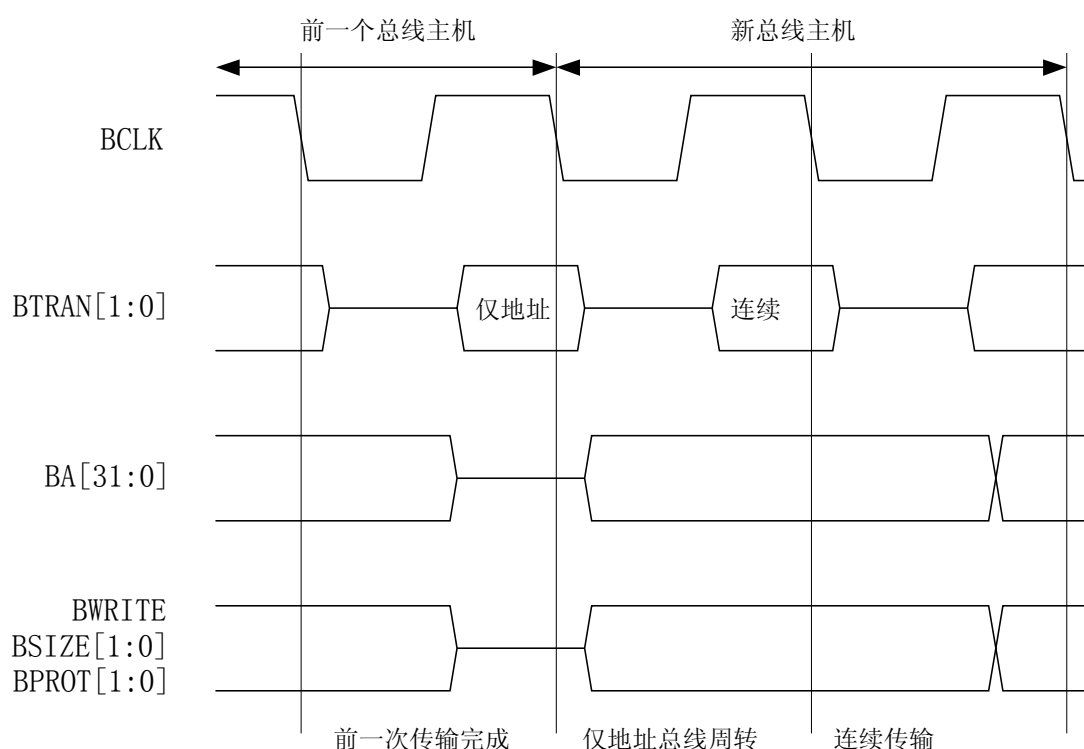 前一个总线主机
新总线主机
BCLK
BTRAN[1:0]
仅地址
连续
BA[31:0]
BWRITE
BSIZE[1:0]
BPROT[1:0]
前一次传输完成
仅地址总线周转
连续传输